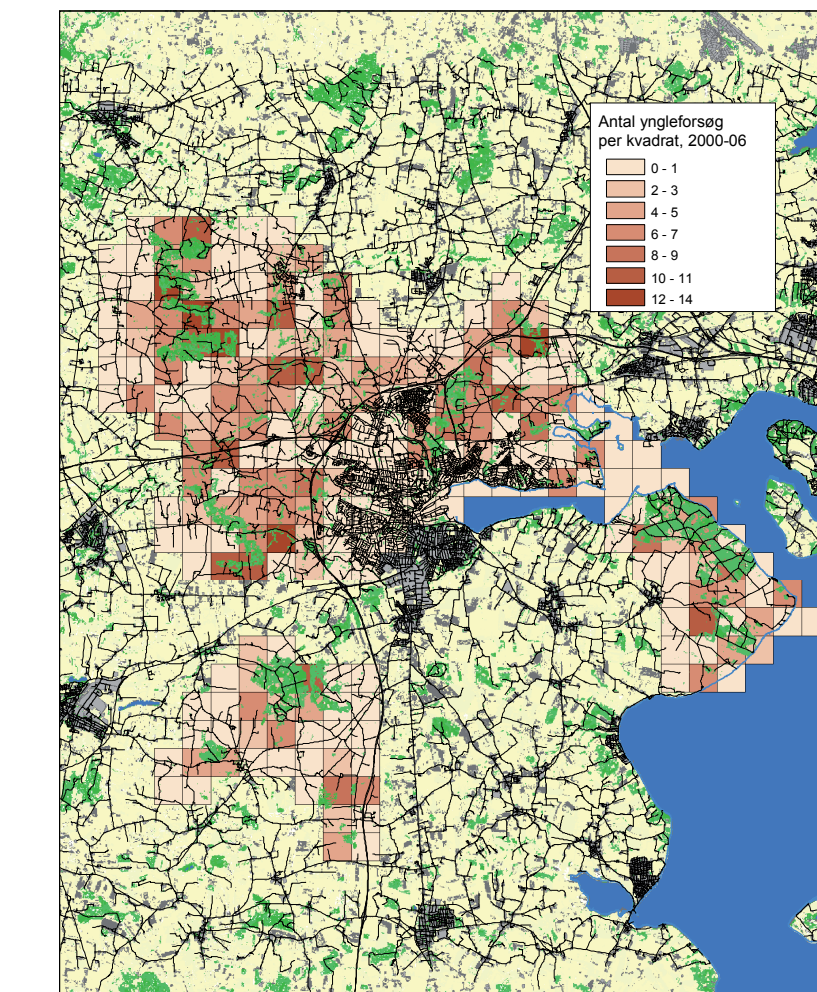 Antal yngleforsøg
per kvadrat, 2000-06
0 - 1
2 - 3
4 - 5
6 - 7
8 - 9
10 - 11
12 - 14